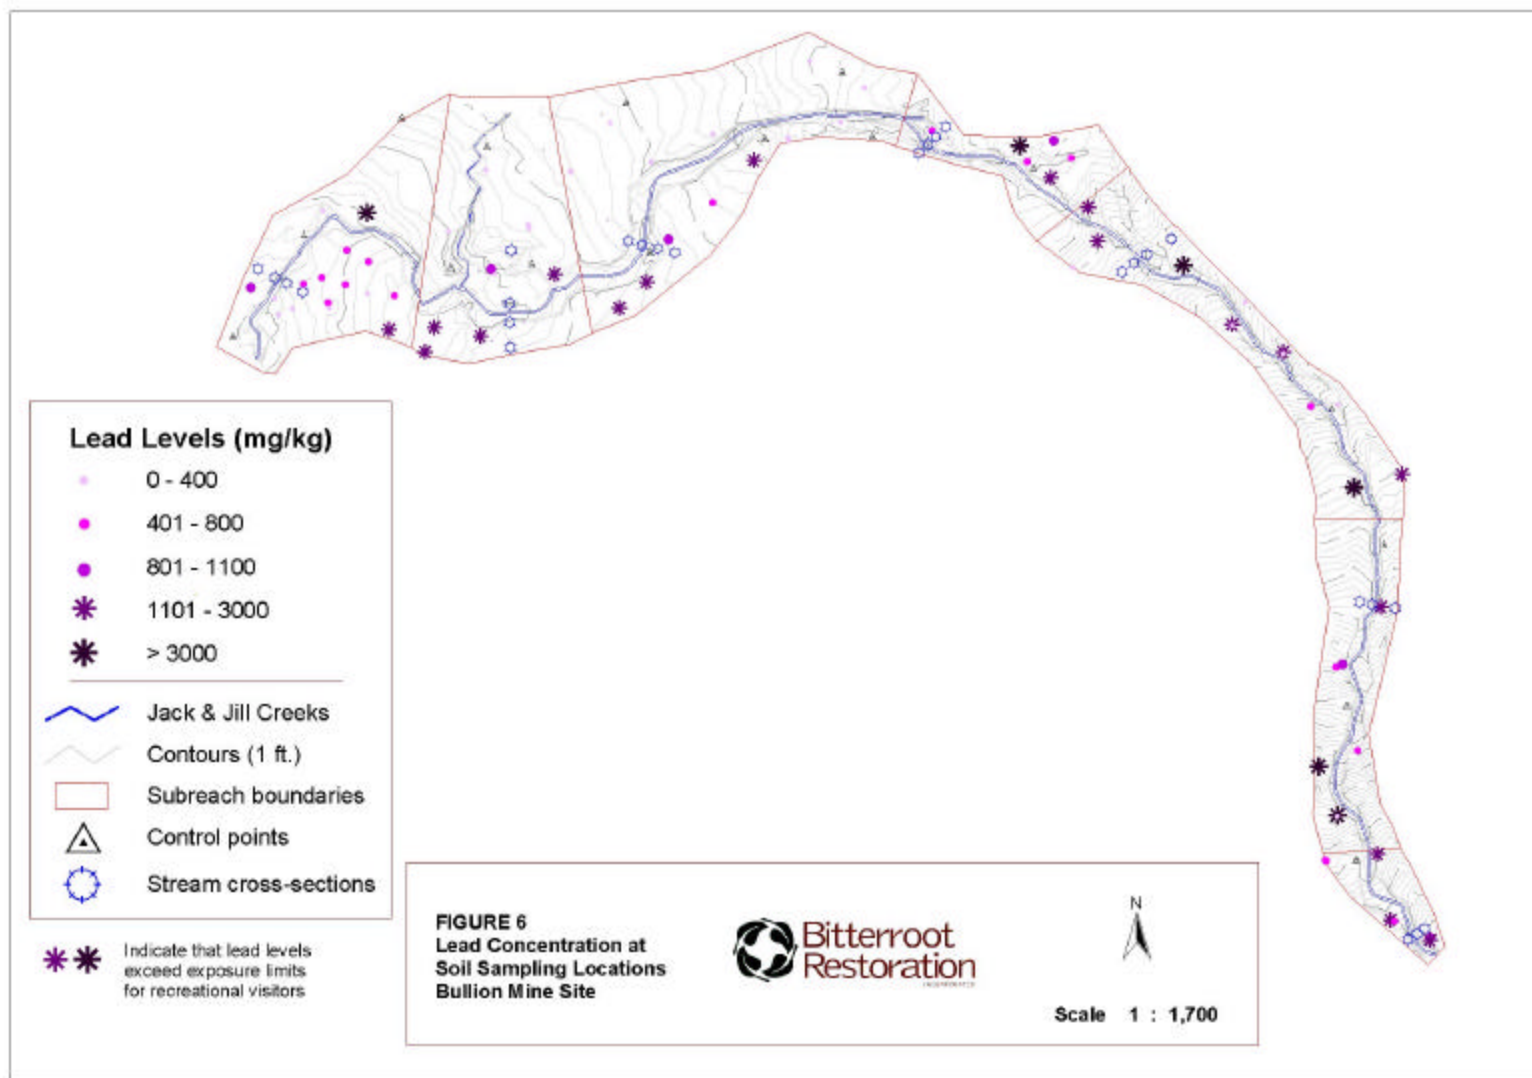 Lead Levels (mg/kg)
0 - 400
401 - 800
801 - 1100
1101 - 3000
> 3000
Jack & Jill Creeks
Contours (1 ft.)
Subreach boundaries
Control points
Stream cross-sections
Indicate that lead levels
exceed exposure limits
for recreational visitors
FIGURE 6
Lead Concentration at
Soil Sampling Locations
Bullion Mine Site
Bitterroot
Restoration
INCORPORATED
N
Scale 1 : 1,700